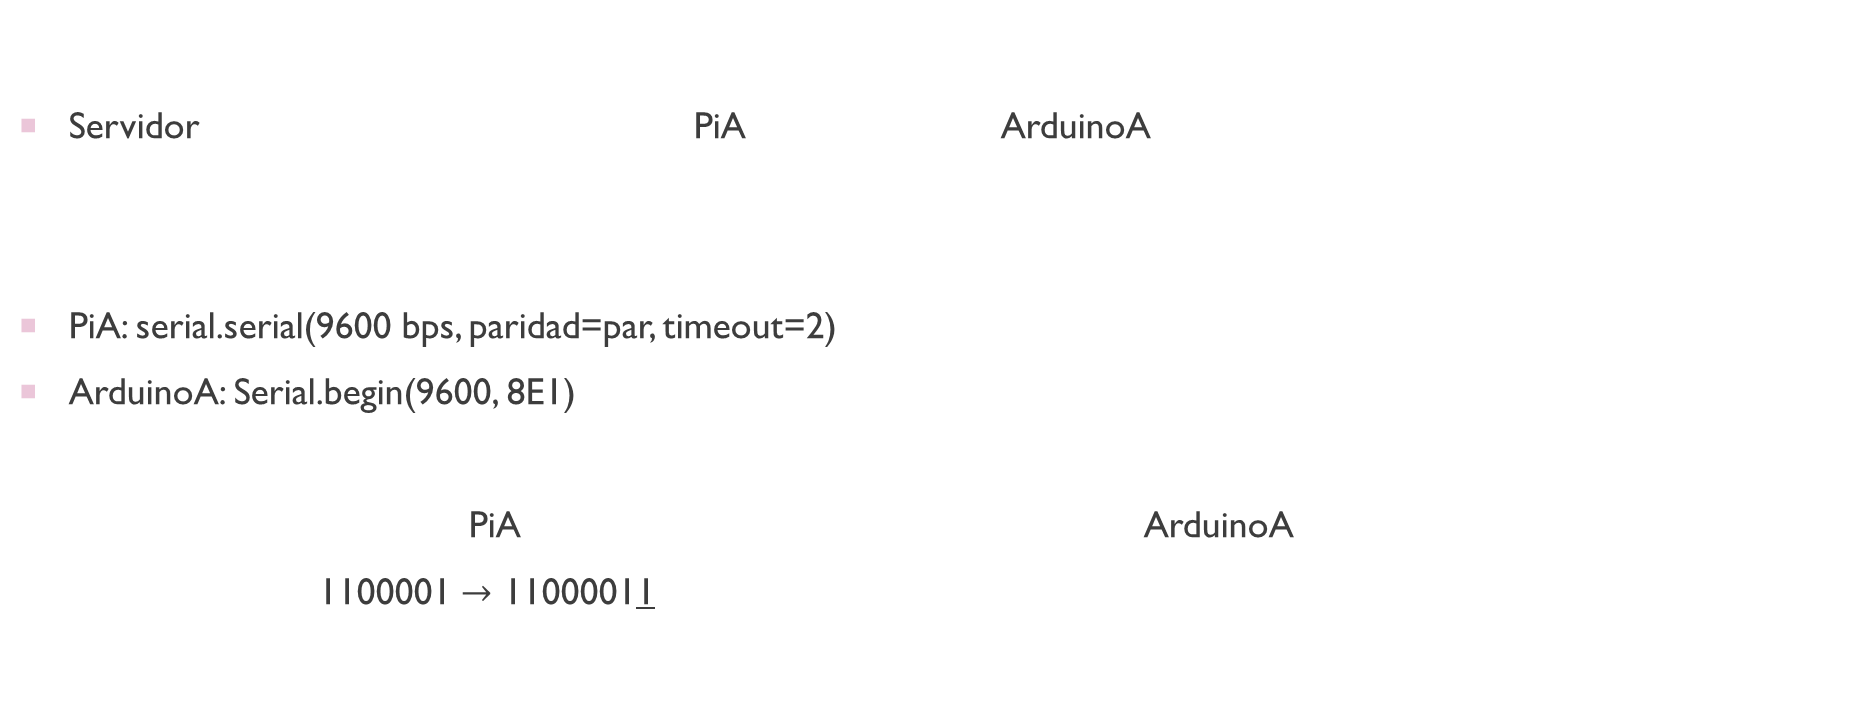 Servidor PiA ArduinoA
PiA: serial.serial(9600 bps, paridad=par, timeout=2)
ArduinoA: Serial.begin(9600, 8E1)
PiA ArduinoA
1100001 → 11000011